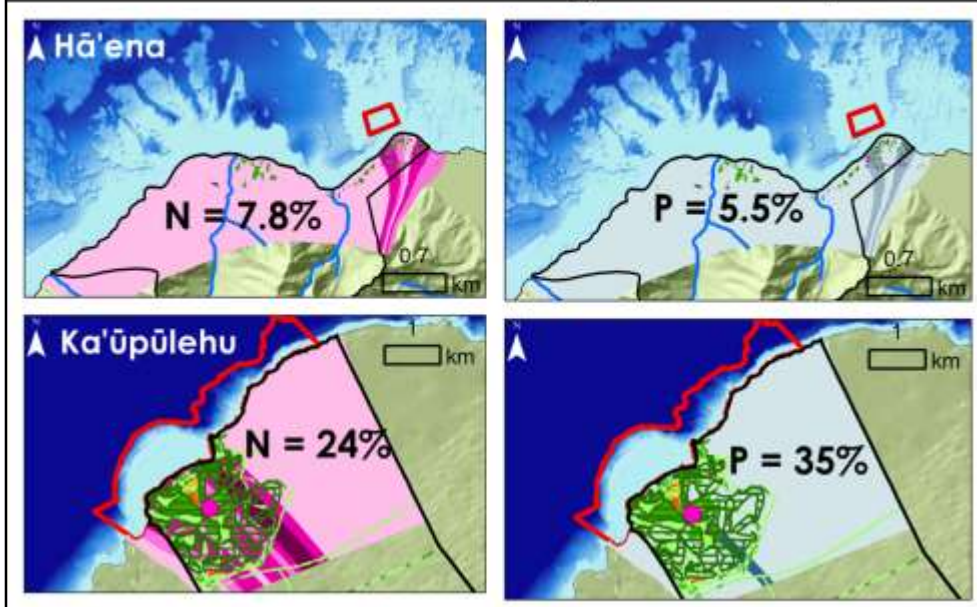 Hā'ena
N = 7.8%
0.7
km
P = 5.5%
0.7
km
Ka'ūpūlehu
1
km
N = 24%
1
km
P = 35%